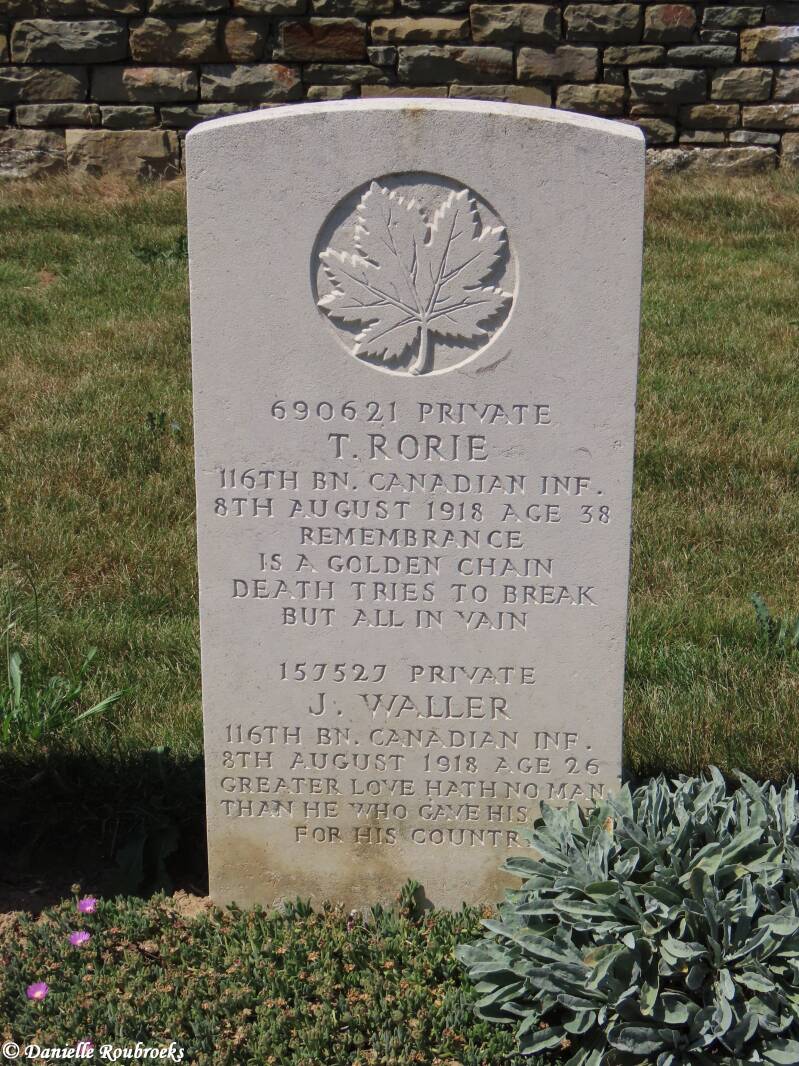 690621 PRIVATE
T. RORIE
116TH BN. CANADIAN INF.
8TH AUGUST 1918 AGE 38
REMEMBRANCE
IS A GOLDEN CHAIN
DEATH TRIES TO BREAK
BUT ALL IN VAIN
157527 PRIVATE
J. WALLER
116TH BN. CANADIAN INF.
8TH AUGUST 1918 AGE 26
GREATER LOVE HATH NO MAN
THAN HE WHO GAVE HIS
FOR HIS COUNTRY
© Danielle Roubroeks